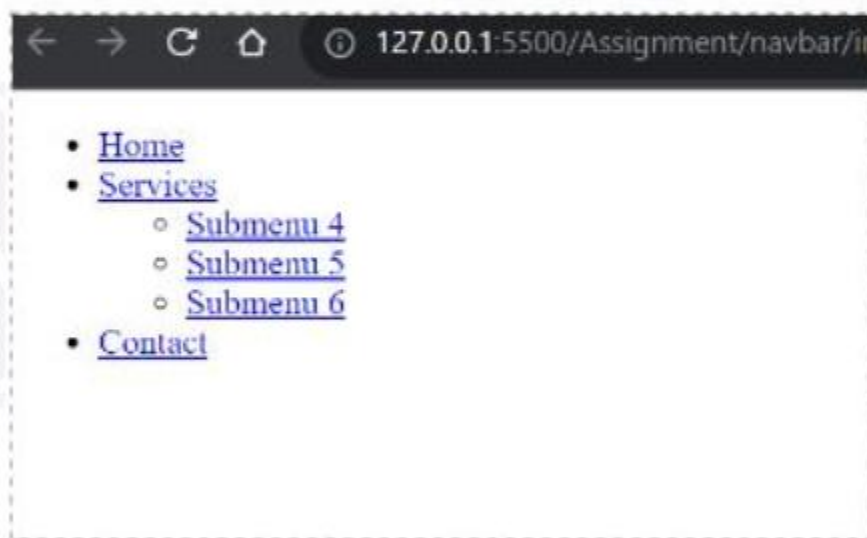 127.0.0.1:5500/Assignment/navbar/i
Home
Services
Submenu 4
Submenu 5
Submenu 6
Contact